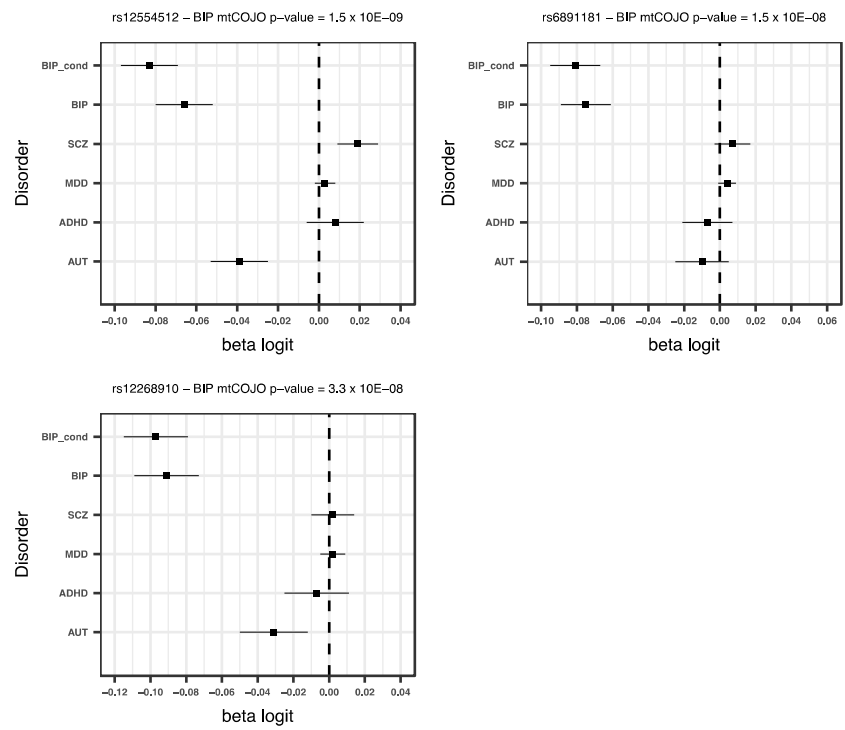 rs12554512 – BIP mtCOJO p−value = 1.5 x 10E−09
BIP_cond
BIP
SCZ
MDD
ADHD
AUT
Disorder
−0.10 −0.08 −0.06 −0.04 −0.02 0.00 0.02 0.04
beta logit
rs6891181 – BIP mtCOJO p−value = 1.5 x 10E−08
BIP_cond
BIP
SCZ
MDD
ADHD
AUT
Disorder
−0.10 −0.08 −0.06 −0.04 −0.02 0.00 0.02 0.04 0.06
beta logit
rs12268910 – BIP mtCOJO p−value = 3.3 x 10E−08
BIP_cond
BIP
SCZ
MDD
ADHD
AUT
Disorder
−0.12 −0.10 −0.08 −0.06 −0.04 −0.02 0.00 0.02 0.04
beta logit